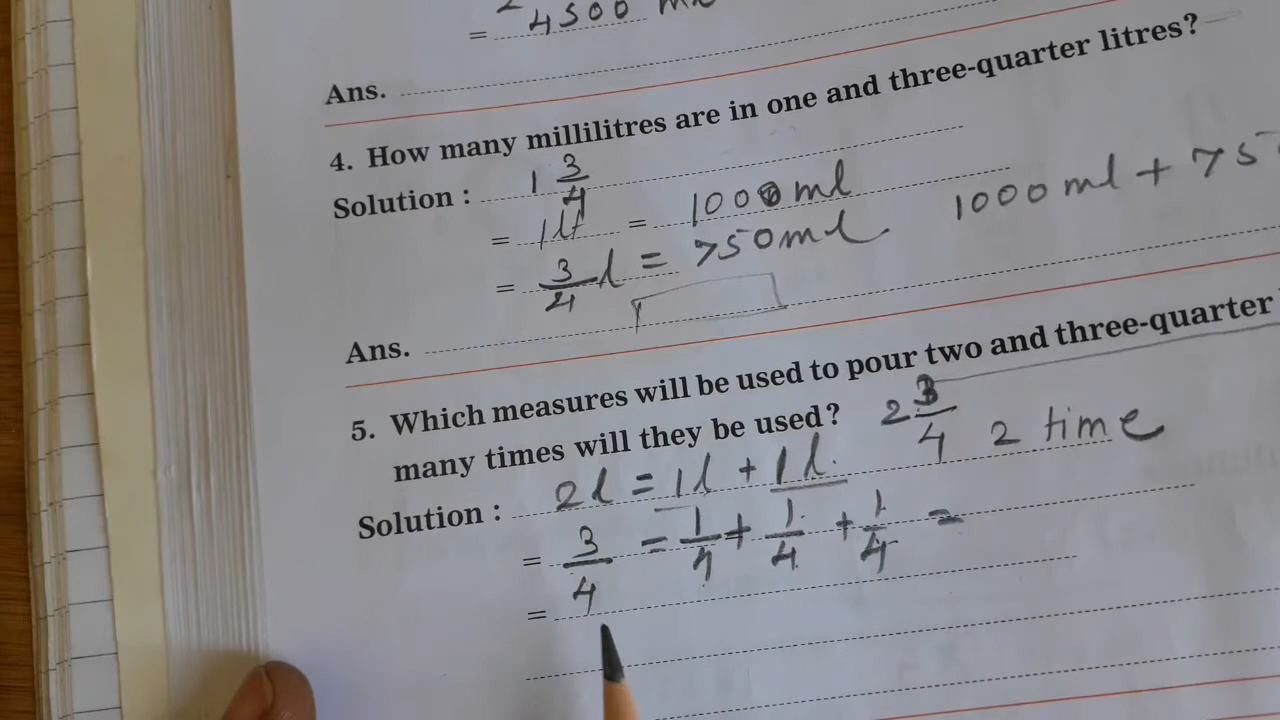 = 4500 ml
Ans.
4. How many millilitres are in one and three-quarter litres?
Solution : 1 3/4
= 1 lt = 1000 ml 1000 ml + 75
= 3/4 l = 750 ml
Ans.
5. Which measures will be used to pour two and three-quarter
many times will they be used? 2 3/4 2 time
Solution : 2l = 1l + 1l.
= 3/4 = 1/4 + 1/4 + 1/4 =
=